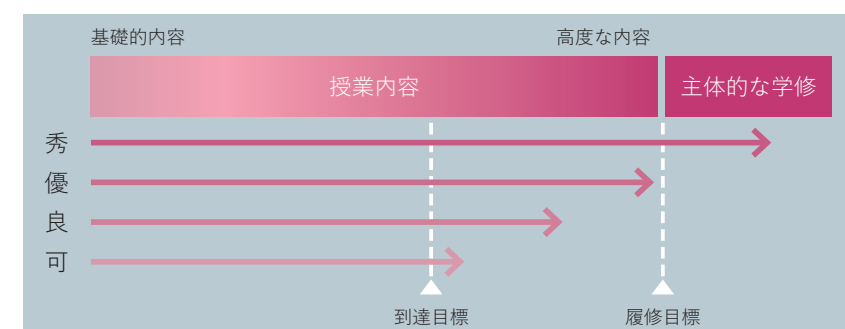 基礎的内容
高度な内容
授業内容
主体的な学修
秀
優
良
可
到達目標
履修目標